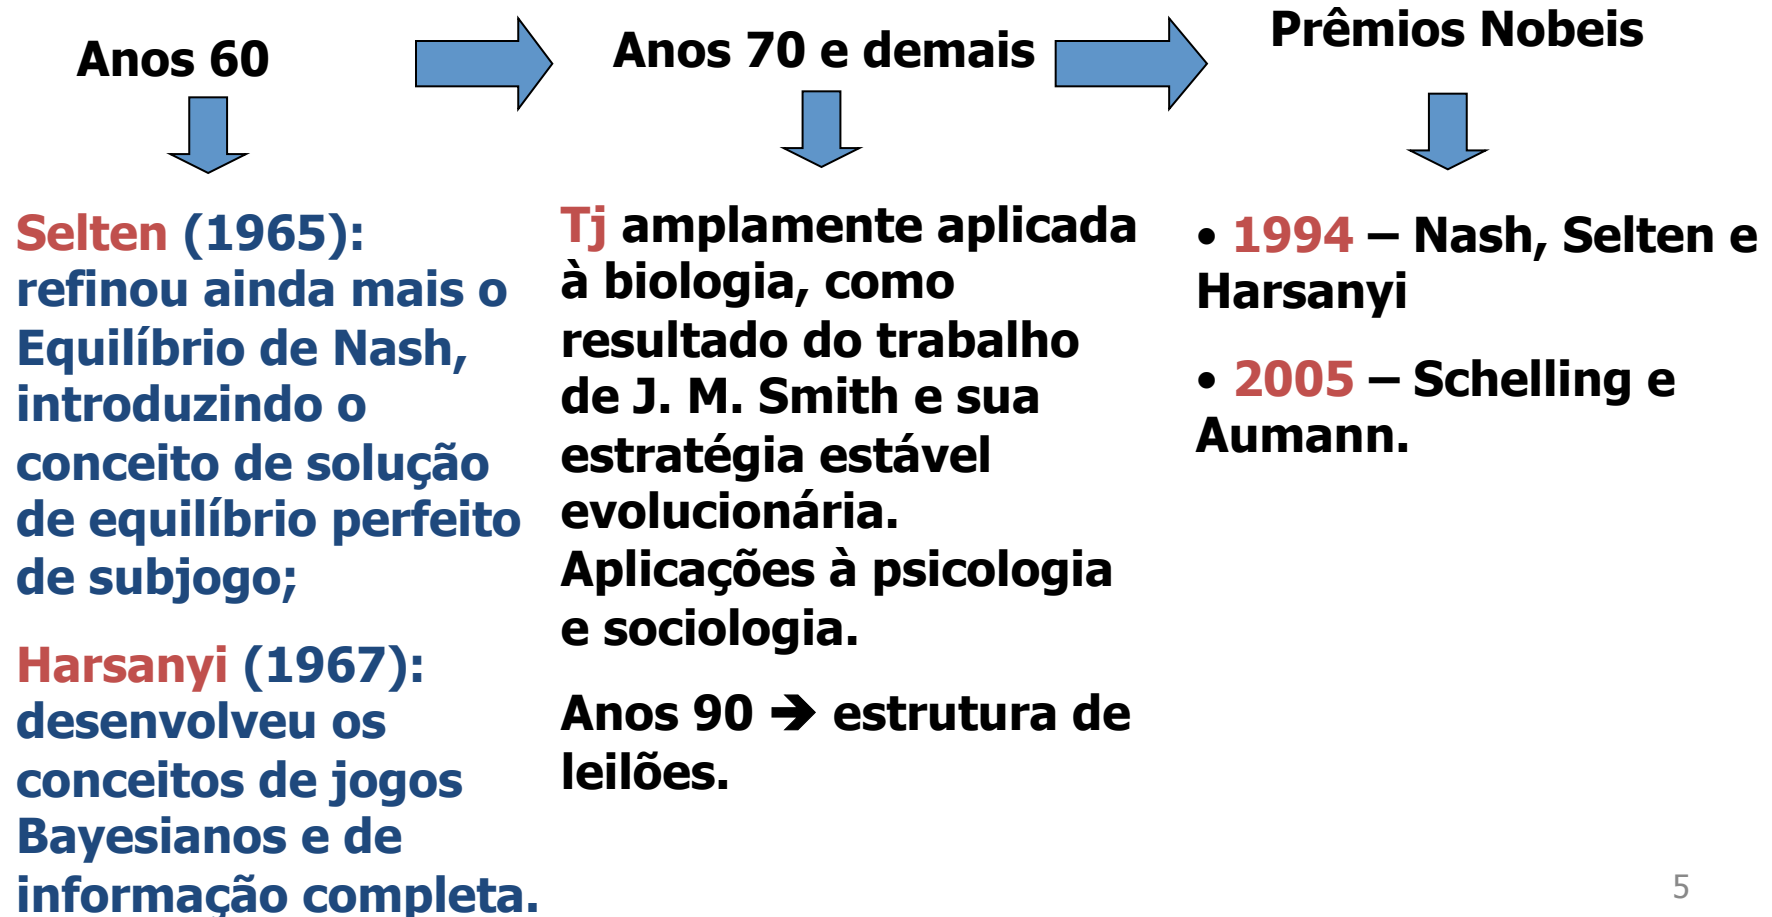 Anos 60
Anos 70 e demais
Prêmios Nobeis
Selten (1965):
refinou ainda mais o
Equilíbrio de Nash,
introduzindo o
conceito de solução
de equilíbrio perfeito
de subjogo;
Harsanyi (1967):
desenvolveu os
conceitos de jogos
Bayesianos e de
informação completa.
Tj amplamente aplicada
à biologia, como
resultado do trabalho
de J. M. Smith e sua
estratégia estável
evolucionária.
Aplicações à psicologia
e sociologia.
Anos 90 ➔ estrutura de
leilões.
• 1994 – Nash, Selten e
Harsanyi
• 2005 – Schelling e
Aumann.
5